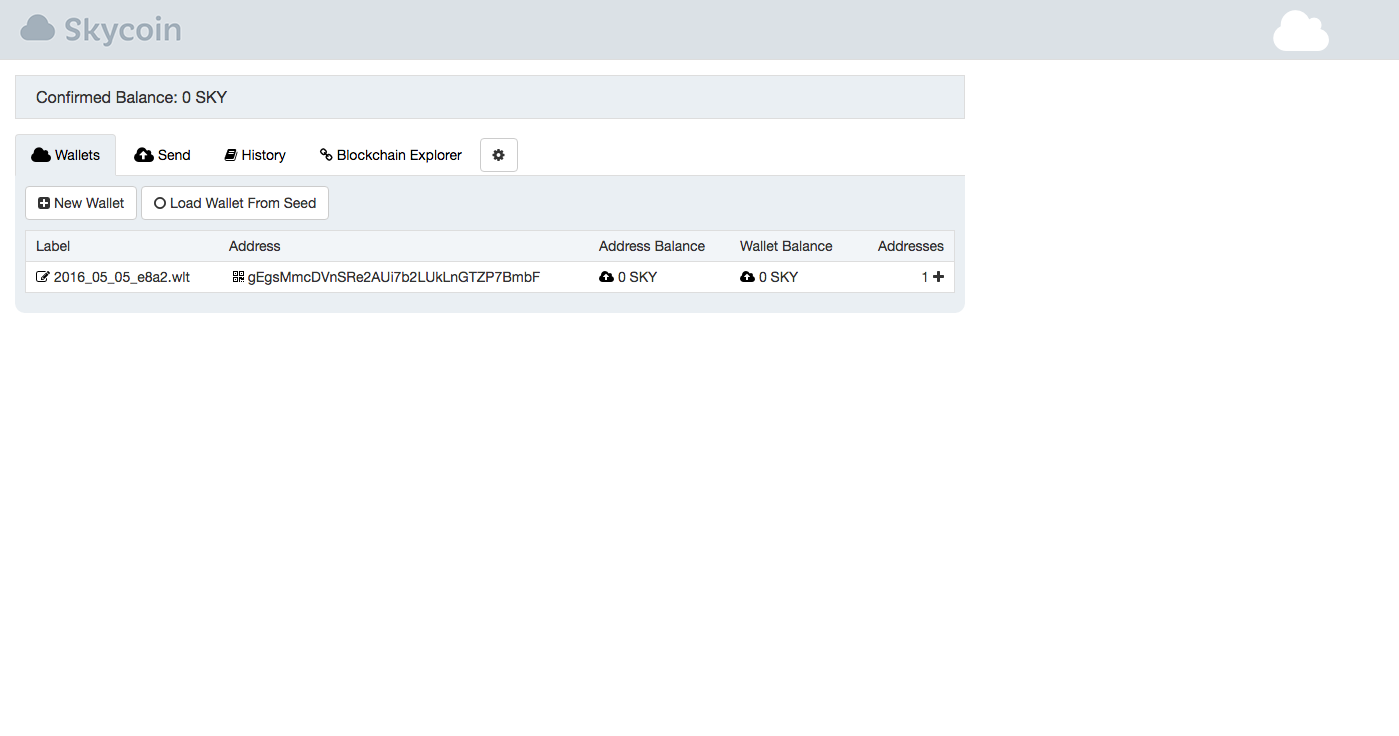 Skycoin
Confirmed Balance: 0 SKY
Wallets Send History Blockchain Explorer
New Wallet Load Wallet From Seed
Label Address Address Balance Wallet Balance Addresses
2016_05_05_e8a2.wlt gEgsMmcDVnSRe2AUi7b2LUkLnGTZP7BmbF 0 SKY 0 SKY 1